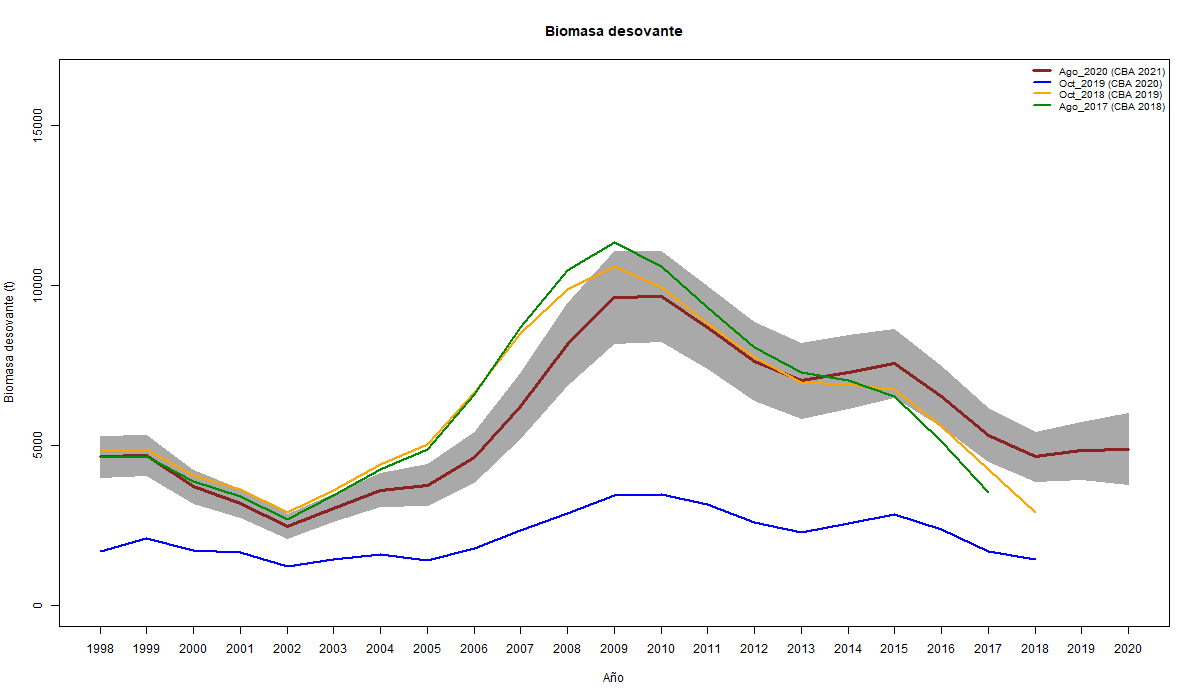 Biomasa desovante
Ago_2020 (CBA 2021)
Oct_2019 (CBA 2020)
Oct_2018 (CBA 2019)
Ago_2017 (CBA 2018)
Biomasa desovante (t)
15000
10000
5000
0
1998 1999 2000 2001 2002 2003 2004 2005 2006 2007 2008 2009 2010 2011 2012 2013 2014 2015 2016 2017 2018 2019 2020
Año